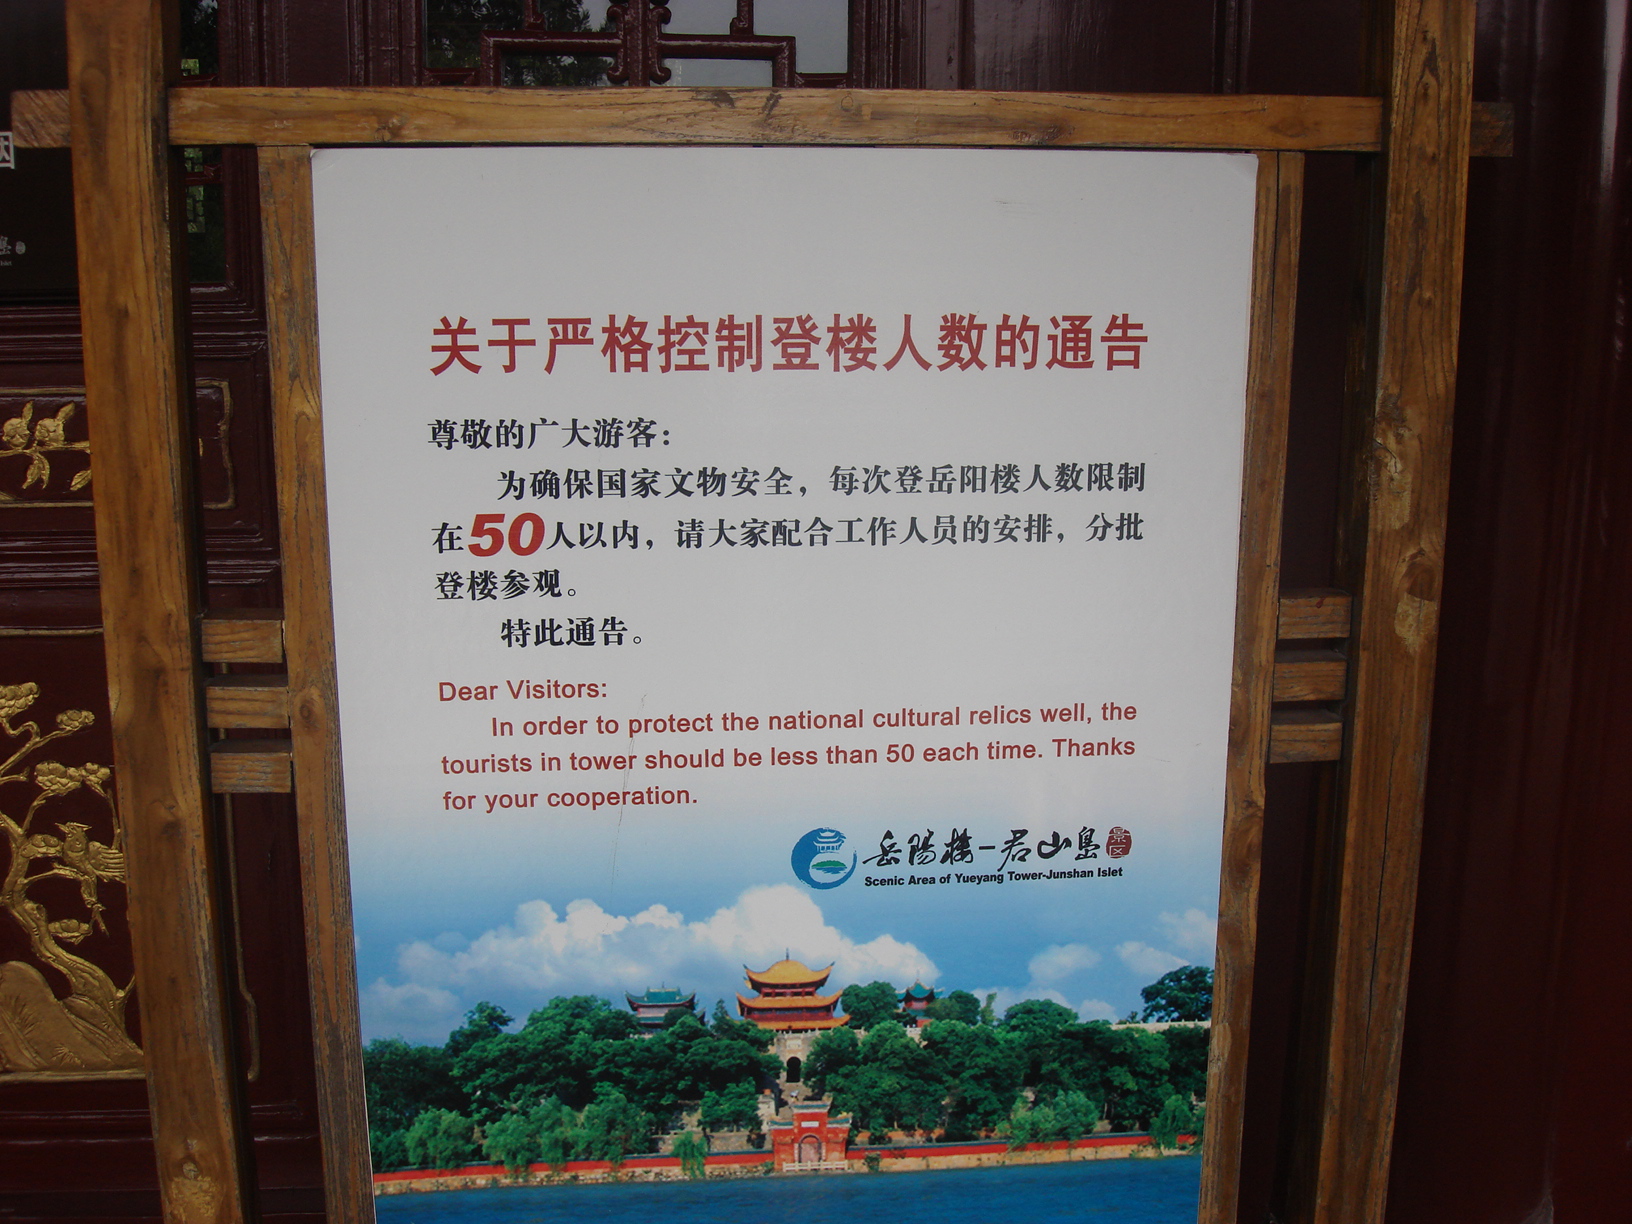 关于严格控制登楼人数的通告
尊敬的广大游客：
为确保国家文物安全，每次登岳阳楼人数限制
在50人以内，请大家配合工作人员的安排，分批
登楼参观。
特此通告。
Dear Visitors:
In order to protect the national cultural relics well, the
tourists in tower should be less than 50 each time. Thanks
for your cooperation.
岳陽樓-君山島 景区
Scenic Area of Yueyang Tower-Junshan Islet